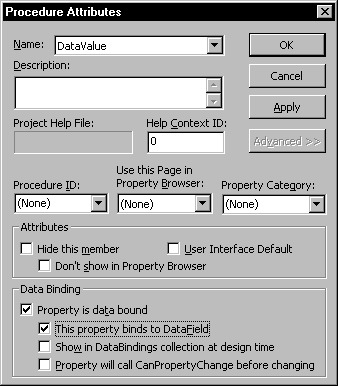 Procedure Attributes
Name:
DataValue
OK
Description:
Cancel
Apply
Project Help File:
Help Context ID:
0
Advanced >>
Procedure ID:
Use this Page in
Property Browser:
Property Category:
(None)
(None)
(None)
Attributes
Hide this member
User Interface Default
Don't show in Property Browser
Data Binding
Property is data bound
This property binds to DataField
Show in DataBindings collection at design time
Property will call CanPropertyChange before changing